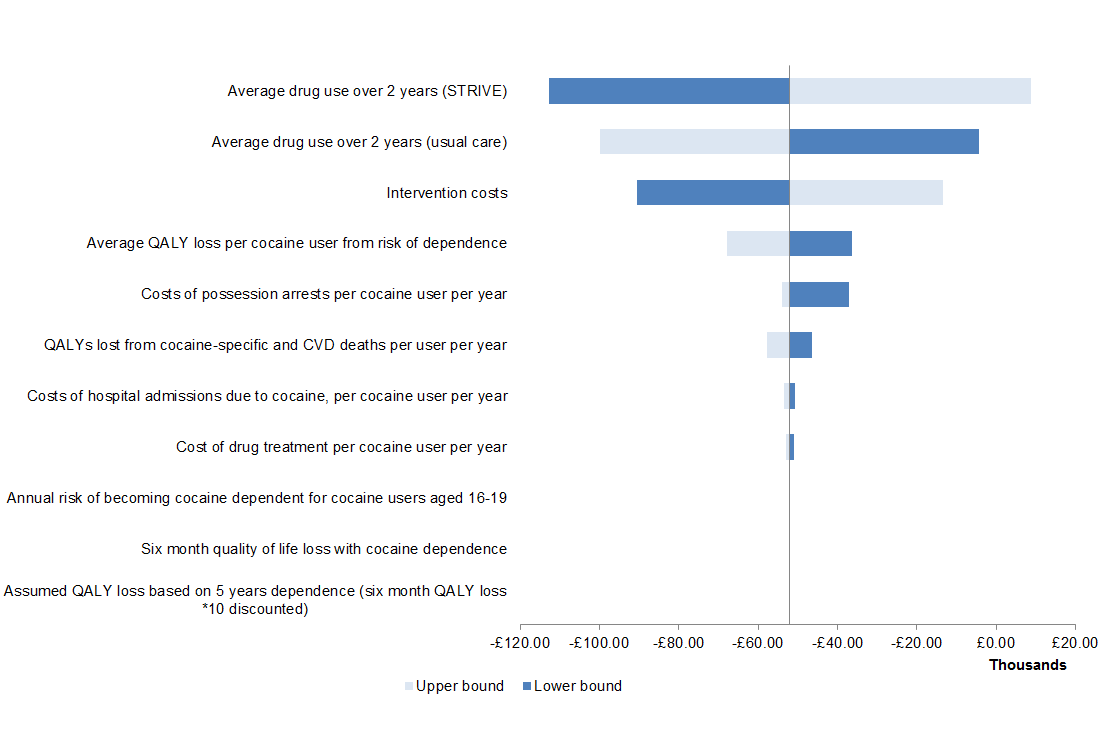 Average drug use over 2 years (STRIVE)
Average drug use over 2 years (usual care)
Intervention costs
Average QALY loss per cocaine user from risk of dependence
Costs of possession arrests per cocaine user per year
QALYs lost from cocaine-specific and CVD deaths per user per year
Costs of hospital admissions due to cocaine, per cocaine user per year
Cost of drug treatment per cocaine user per year
Annual risk of becoming cocaine dependent for cocaine users aged 16-19
Six month quality of life loss with cocaine dependence
Assumed QALY loss based on 5 years dependence (six month QALY loss
*10 discounted)
-£120.00 -£100.00 -£80.00 -£60.00 -£40.00 -£20.00 £0.00 £20.00
Thousands
Upper bound Lower bound